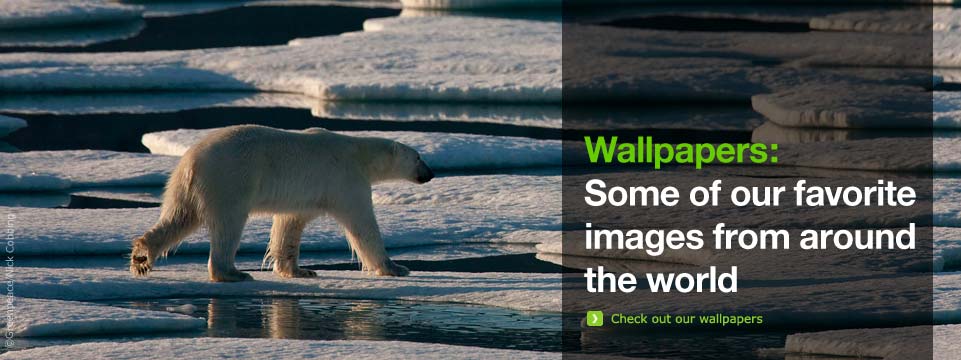 Wallpapers:
Some of our favorite
images from around
the world
Check out our wallpapers
©Greenpeace/Nick Cobbing